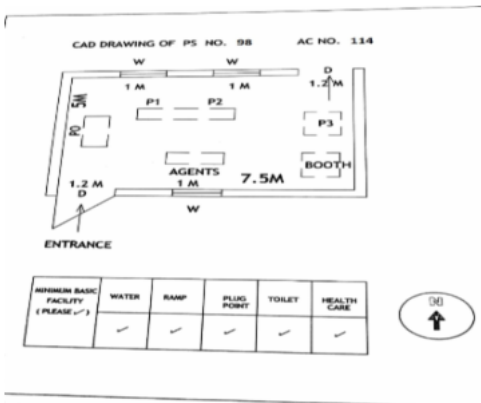 CAD DRAWING OF PS NO. 98 AC NO. 114
W W D
1 M 1 M 1.2 M
5M
P1 P2
PO
P3
AGENTS BOOTH
1.2 M 1 M 7.5M
D
W
ENTRANCE
MINIMUM BASIC FACILITY (PLEASE ✓) WATER RAMP PLUG POINT TOILET HEALTH CARE
✓ ✓ ✓ ✓ ✓
N